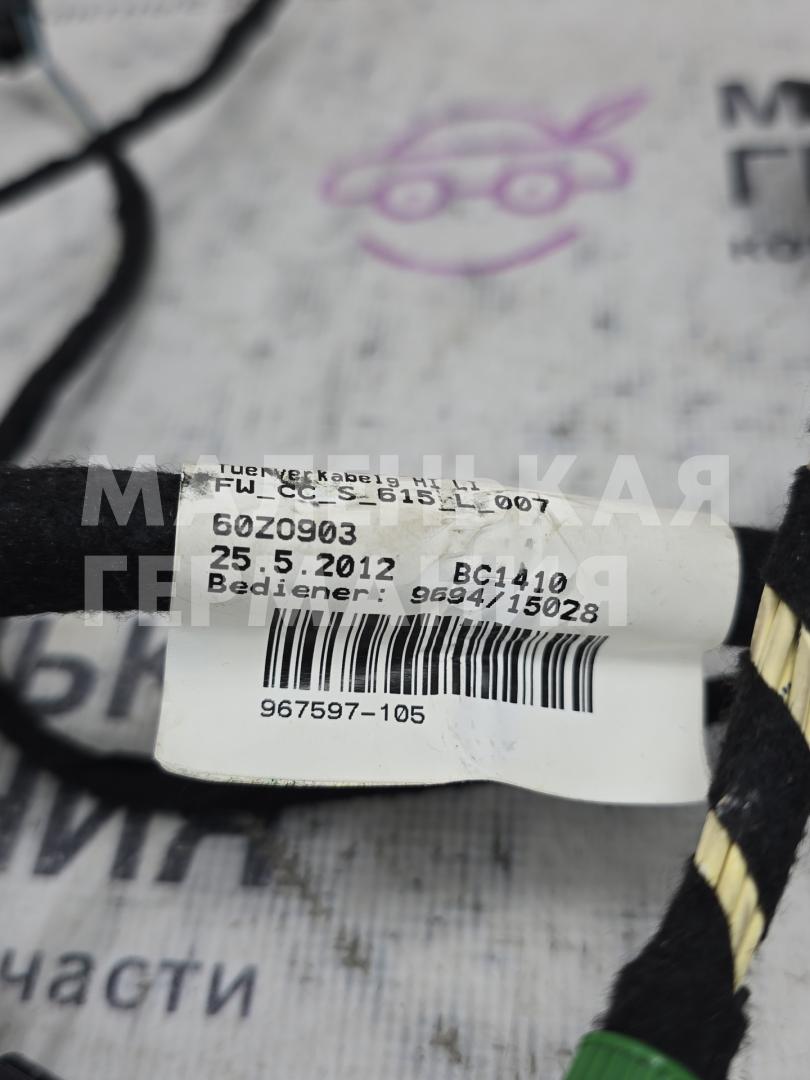 Tuerverkabelg HI LI
FW_CC_S_615_L_007
60Z0903
25.5.2012 BC1410
Bediener: 9694/15028
967597-105
МАЛЕНЬКАЯ
ГЕРМАНИЯ
части